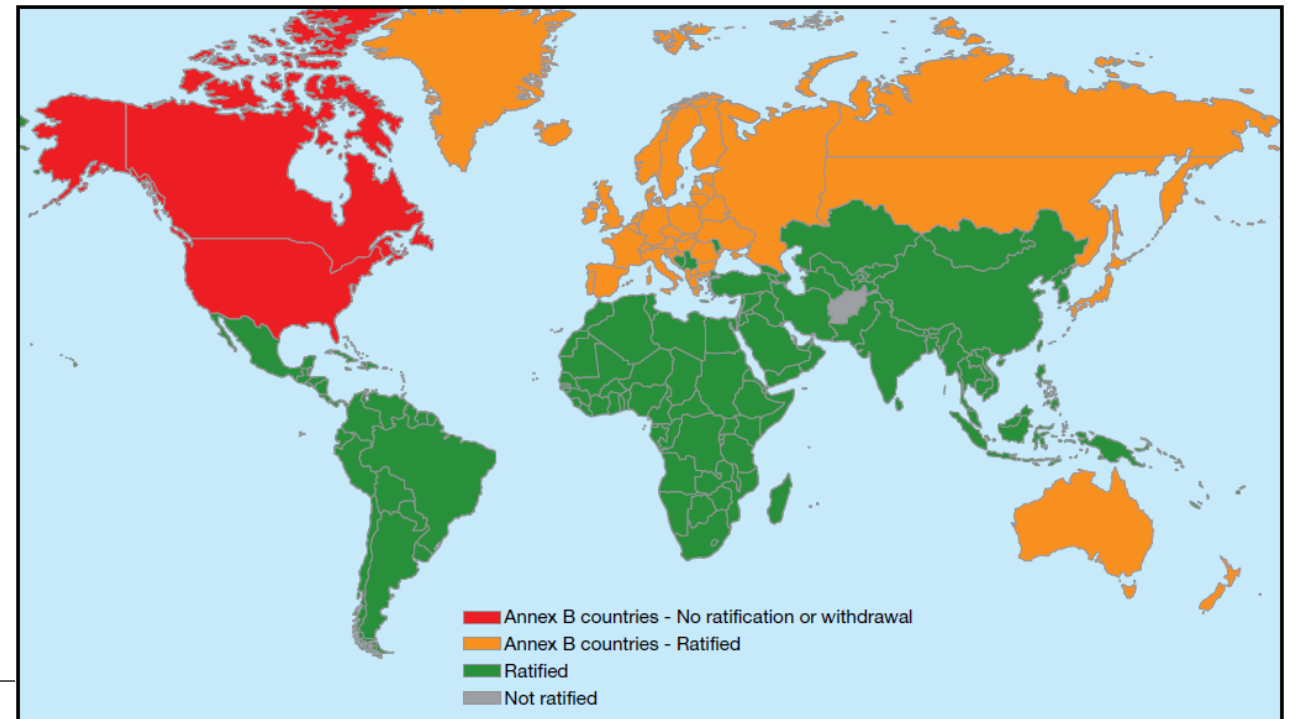 Annex B countries - No ratification or withdrawal
Annex B countries - Ratified
Ratified
Not ratified